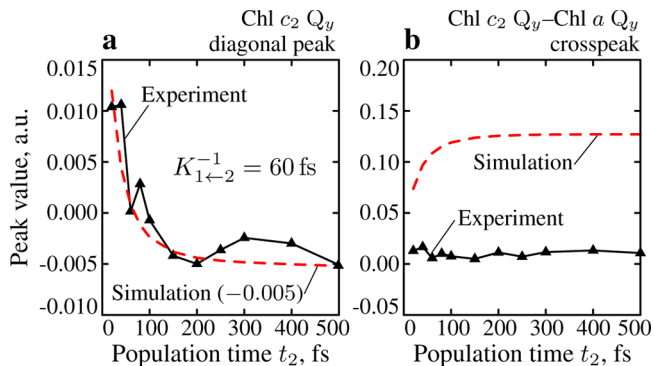 Chl c₂ Q_y
a diagonal peak
0.015
0.010
0.005
0.000
-0.005
-0.010
Peak value, a.u.
Experiment
K⁻¹₁←₂ = 60 fs
Simulation (−0.005)
0 100 200 300 400 500
Population time t₂, fs
Chl c₂ Q_y–Chl a Q_y
b crosspeak
0.20
0.15
0.10
0.05
0.00
-0.05
Simulation
Experiment
0 100 200 300 400 500
Population time t₂, fs